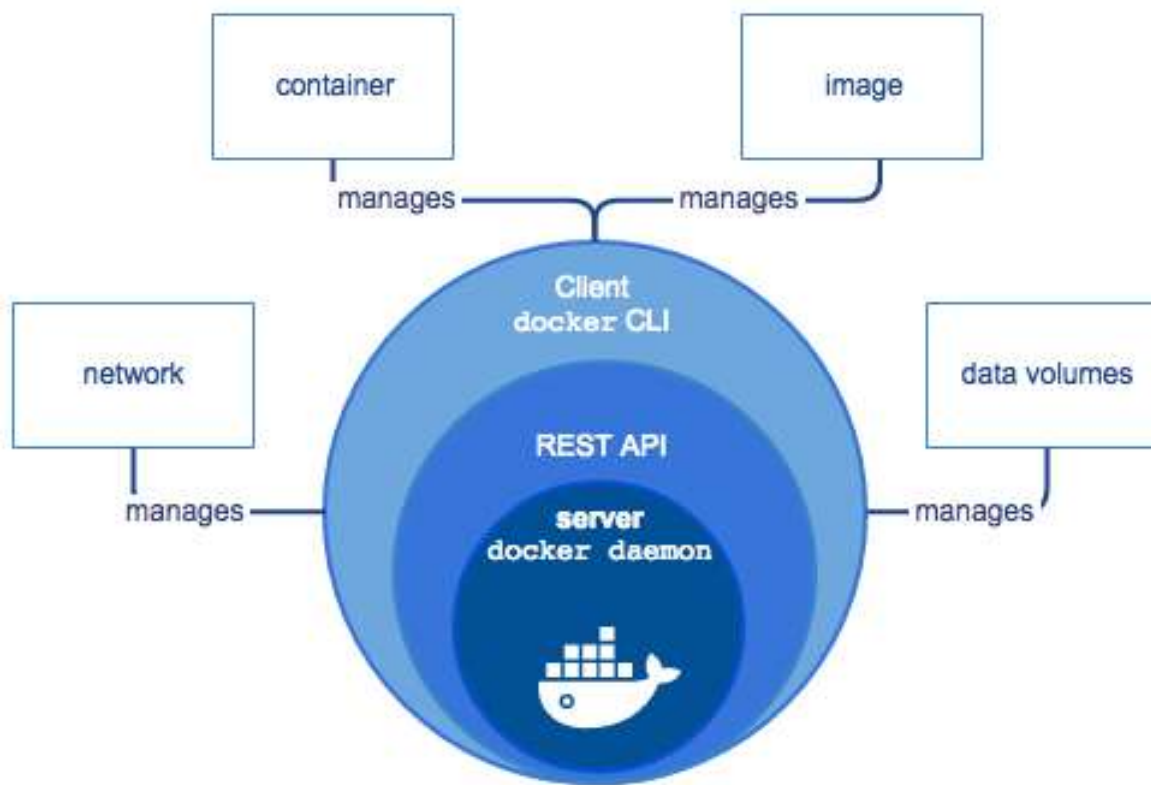 container
image
manages
manages
Client
docker CLI
network
data volumes
REST API
manages
manages
server
docker daemon